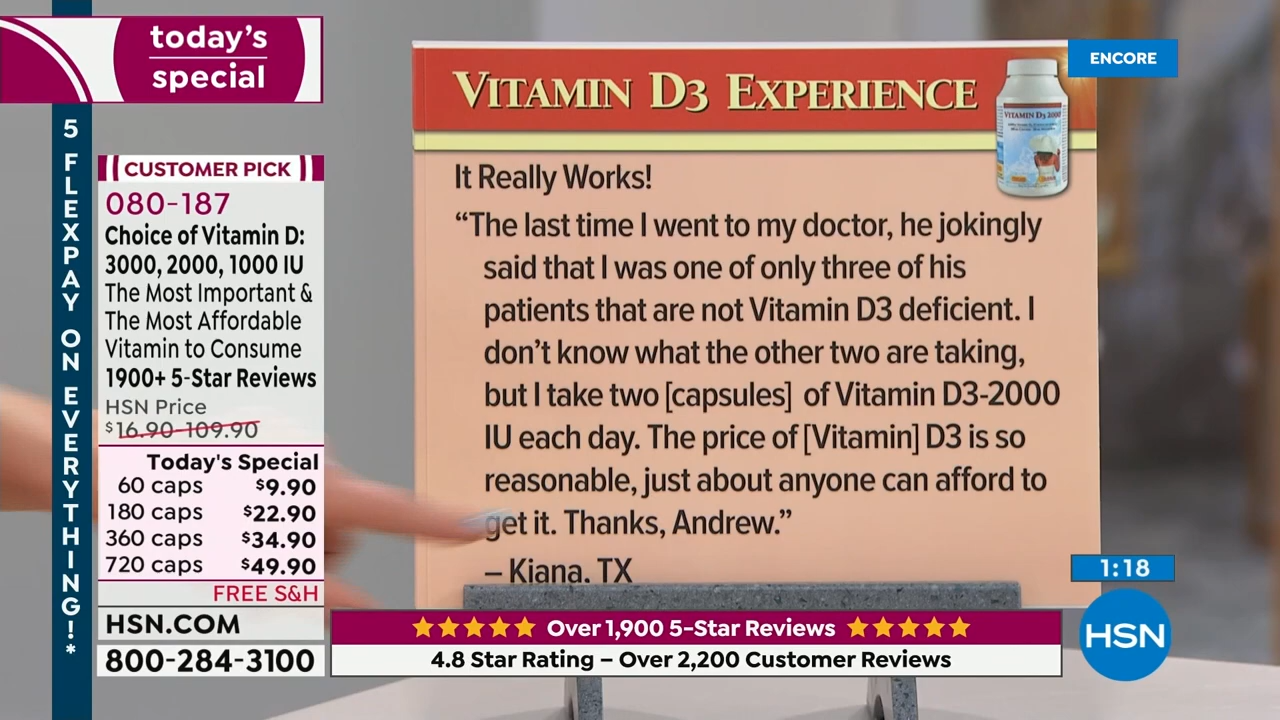 today's
special
5 FLEXPAY ON EVERYTHING!*
CUSTOMER PICK
080-187
Choice of Vitamin D:
3000, 2000, 1000 IU
The Most Important &
The Most Affordable
Vitamin to Consume
1900+ 5-Star Reviews
HSN Price
$16.90-109.90
Today's Special
60 caps $9.90
180 caps $22.90
360 caps $34.90
720 caps $49.90
FREE S&H
HSN.COM
800-284-3100
ENCORE
VITAMIN D3 EXPERIENCE
VITAMIN D3 2000
It Really Works!
“The last time I went to my doctor, he jokingly
said that I was one of only three of his
patients that are not Vitamin D3 deficient. I
don't know what the other two are taking,
but I take two [capsules] of Vitamin D3-2000
IU each day. The price of [Vitamin] D3 is so
reasonable, just about anyone can afford to
get it. Thanks, Andrew.”
– Kiana, TX
1:18
Over 1,900 5-Star Reviews
4.8 Star Rating – Over 2,200 Customer Reviews
HSN